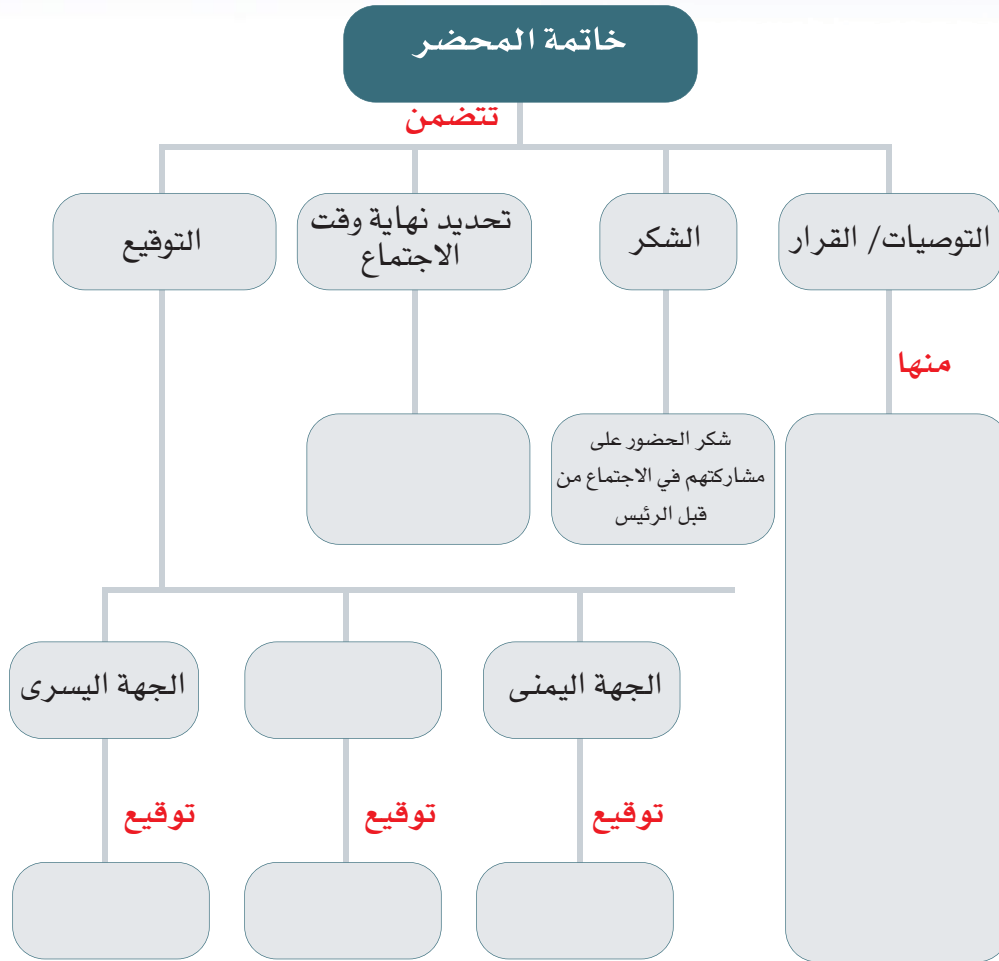 خاتمة المحضر
تتضمن
التوصيات/ القرار
الشكر
تحديد نهاية وقت
الاجتماع
التوقيع
منها
شكر الحضور على
مشاركتهم في الاجتماع من
قبل الرئيس
الجهة اليمنى
الجهة اليسرى
توقيع
توقيع
توقيع